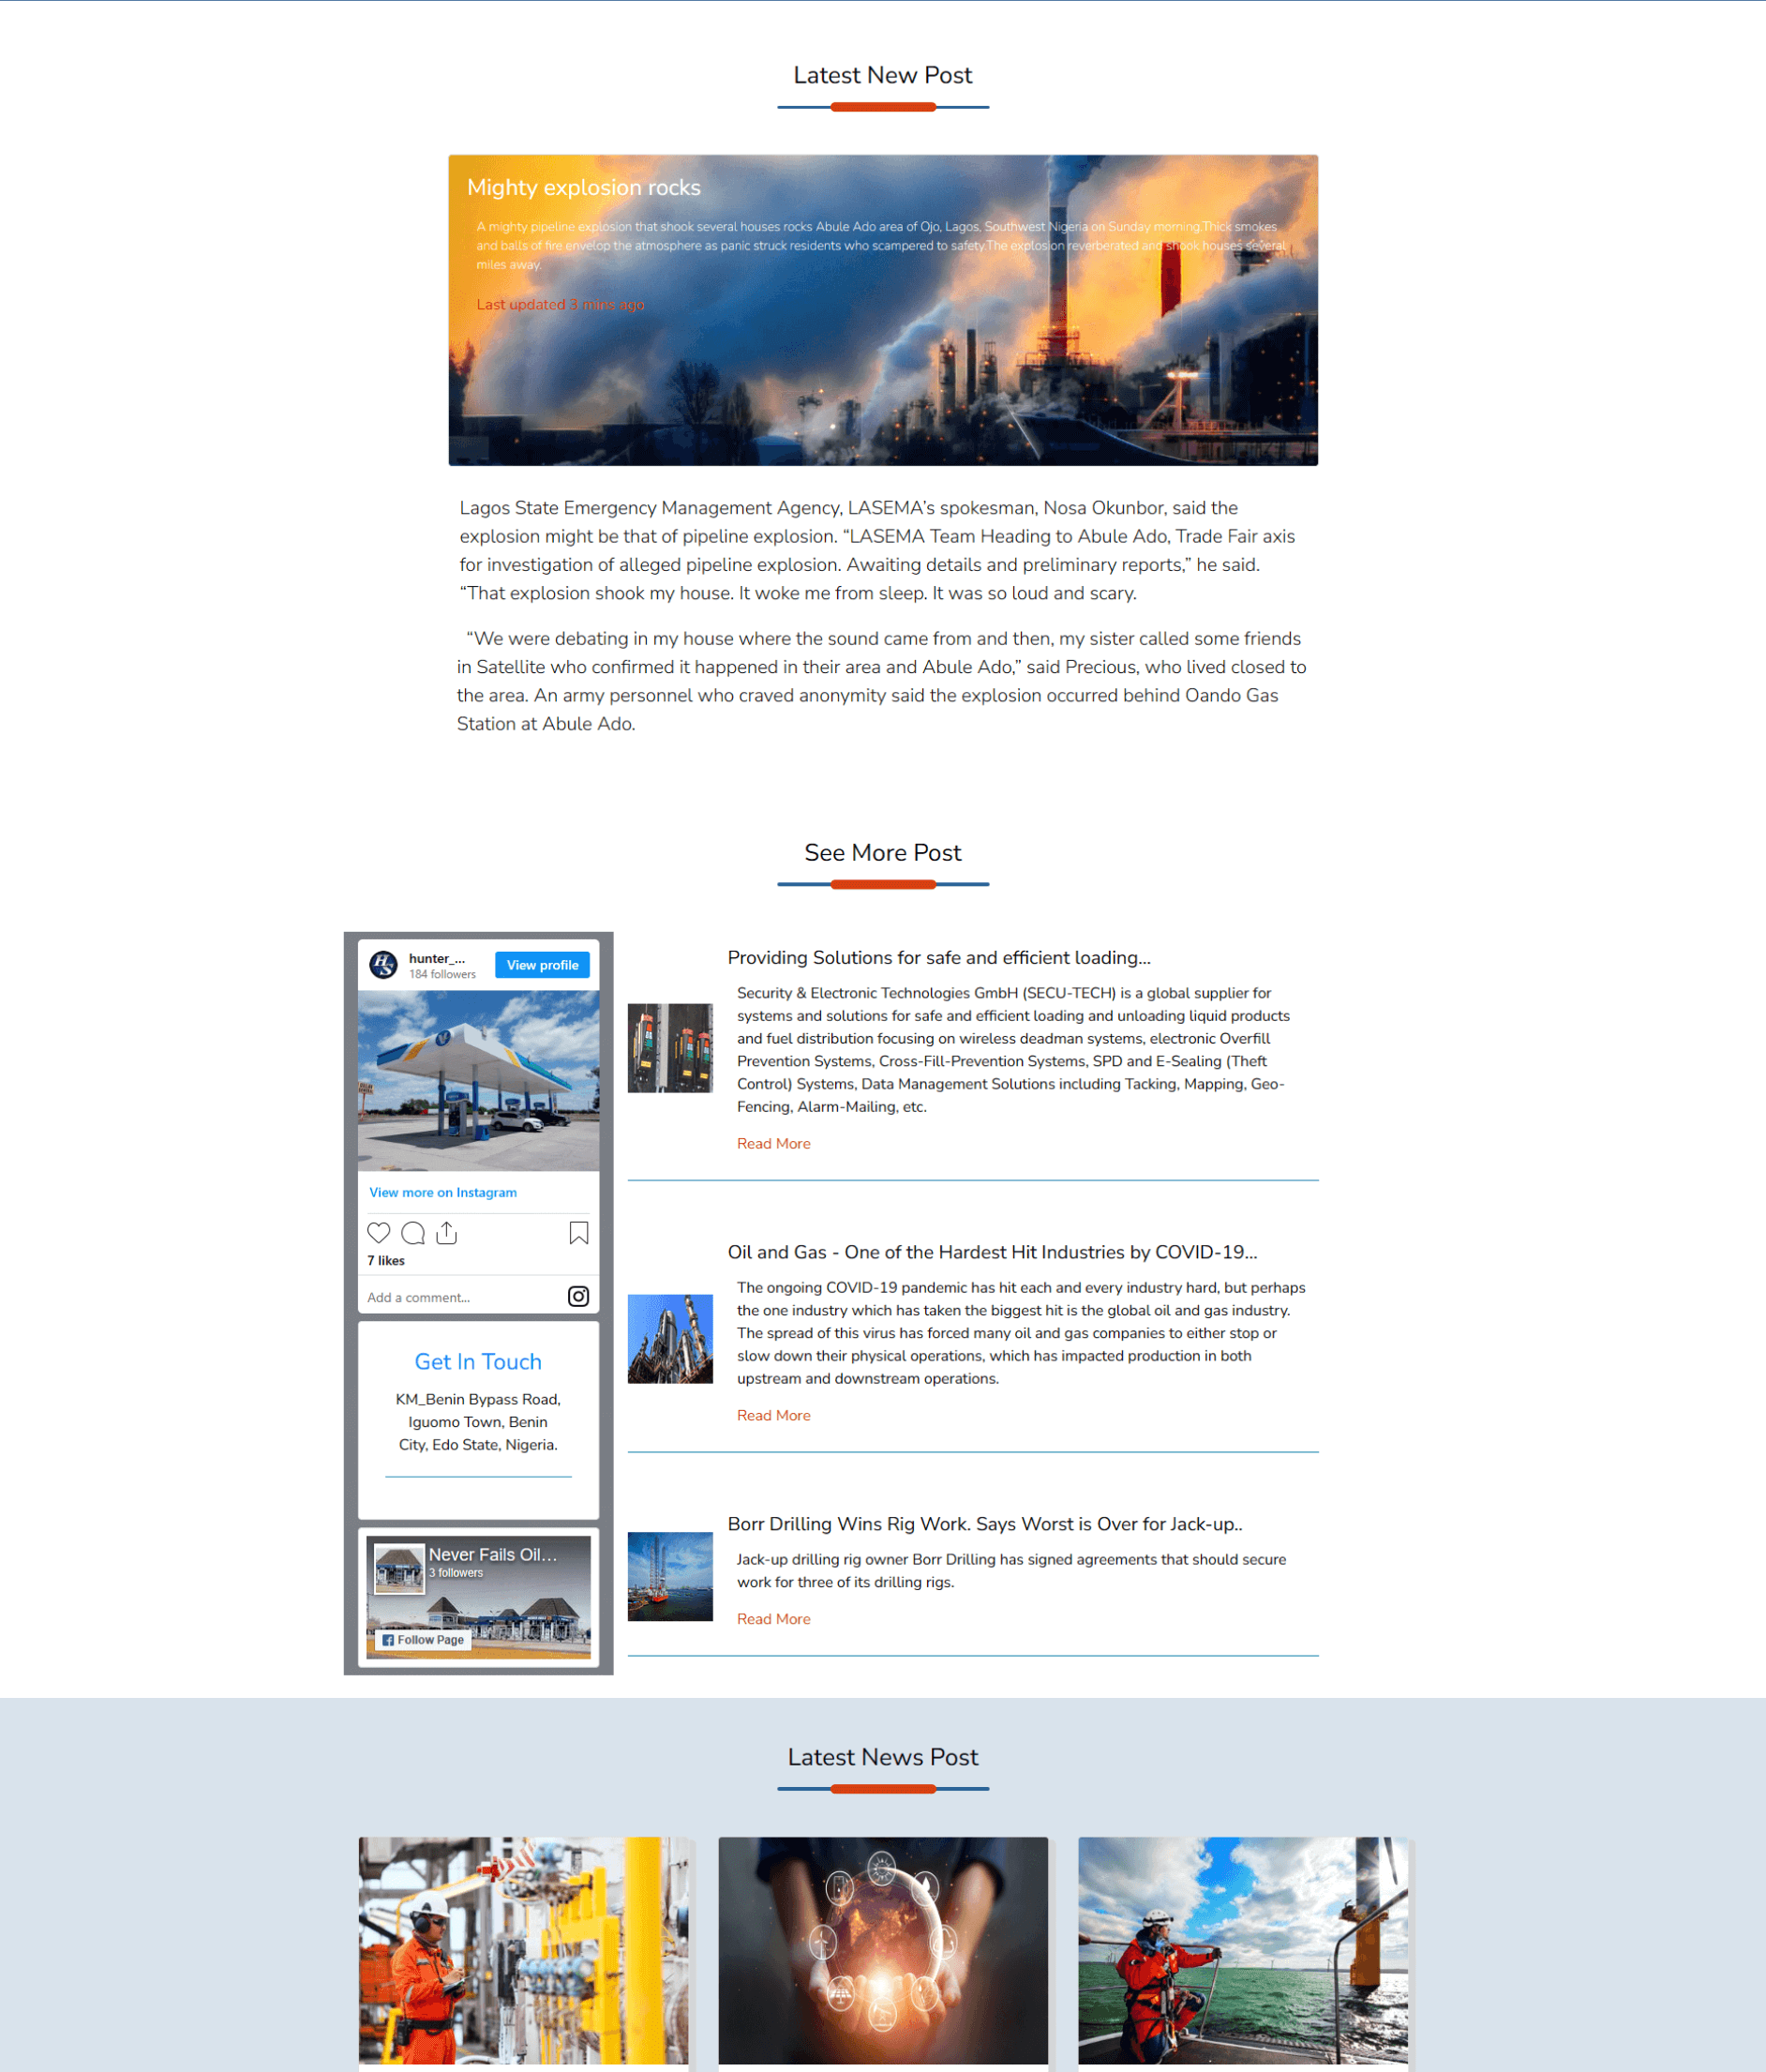 Latest New Post
Mighty explosion rocks
A mighty pipeline explosion that shook several houses rocks Abule Ado area of Ojo, Lagos, Southwest Nigeria on Sunday morning.Thick smokes
and balls of fire envelop the atmosphere as panic struck residents who scampered to safety.The explosion reverberated and shook houses several
miles away.
Last updated 3 mins ago
Lagos State Emergency Management Agency, LASEMA’s spokesman, Nosa Okunbor, said the
explosion might be that of pipeline explosion. “LASEMA Team Heading to Abule Ado, Trade Fair axis
for investigation of alleged pipeline explosion. Awaiting details and preliminary reports,” he said.
“That explosion shook my house. It woke me from sleep. It was so loud and scary.
“We were debating in my house where the sound came from and then, my sister called some friends
in Satellite who confirmed it happened in their area and Abule Ado,” said Precious, who lived closed to
the area. An army personnel who craved anonymity said the explosion occurred behind Oando Gas
Station at Abule Ado.
See More Post
hunter_...
184 followers
View profile
View more on Instagram
7 likes
Add a comment...
Get In Touch
KM_Benin Bypass Road,
Iguomo Town, Benin
City, Edo State, Nigeria.
Never Fails Oil...
3 followers
Follow Page
Providing Solutions for safe and efficient loading...
Security & Electronic Technologies GmbH (SECU-TECH) is a global supplier for
systems and solutions for safe and efficient loading and unloading liquid products
and fuel distribution focusing on wireless deadman systems, electronic Overfill
Prevention Systems, Cross-Fill-Prevention Systems, SPD and E-Sealing (Theft
Control) Systems, Data Management Solutions including Tacking, Mapping, Geo-
Fencing, Alarm-Mailing, etc.
Read More
Oil and Gas - One of the Hardest Hit Industries by COVID-19...
The ongoing COVID-19 pandemic has hit each and every industry hard, but perhaps
the one industry which has taken the biggest hit is the global oil and gas industry.
The spread of this virus has forced many oil and gas companies to either stop or
slow down their physical operations, which has impacted production in both
upstream and downstream operations.
Read More
Borr Drilling Wins Rig Work. Says Worst is Over for Jack-up..
Jack-up drilling rig owner Borr Drilling has signed agreements that should secure
work for three of its drilling rigs.
Read More
Latest News Post